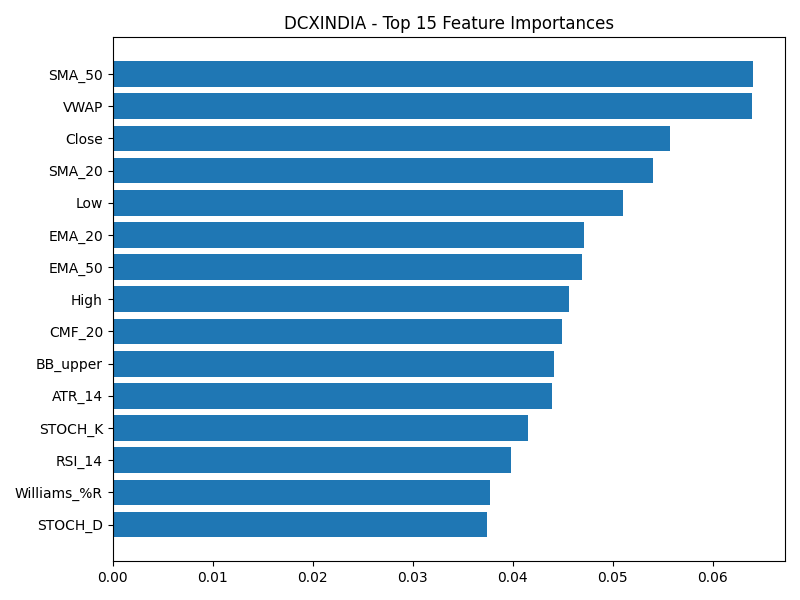 DCXINDIA - Top 15 Feature Importances
SMA_50
VWAP
Close
SMA_20
Low
EMA_20
EMA_50
High
CMF_20
BB_upper
ATR_14
STOCH_K
RSI_14
Williams_%R
STOCH_D
0.00 0.01 0.02 0.03 0.04 0.05 0.06